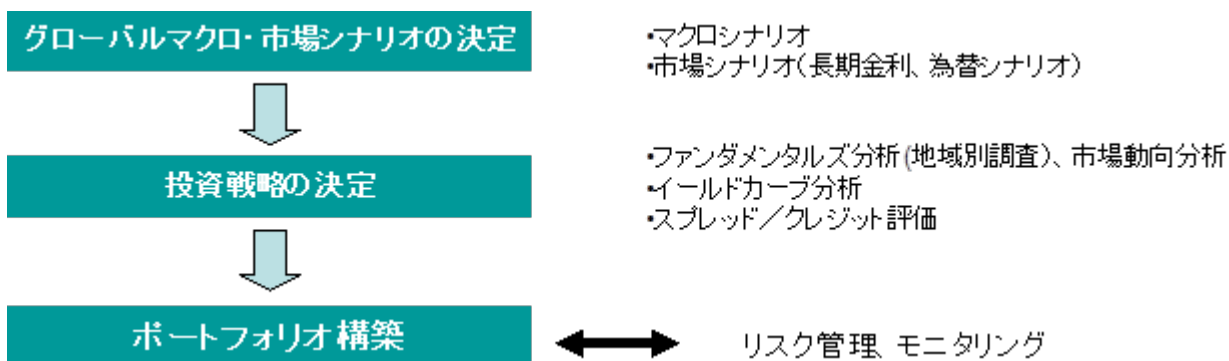 グローバルマクロ・市場シナリオの決定
・マクロシナリオ
・市場シナリオ(長期金利、為替シナリオ)
投資戦略の決定
・ファンダメンタルズ分析(地域別調査)、市場動向分析
・イールドカーブ分析
・スプレッド／クレジット評価
ポートフォリオ構築
リスク管理、モニタリング